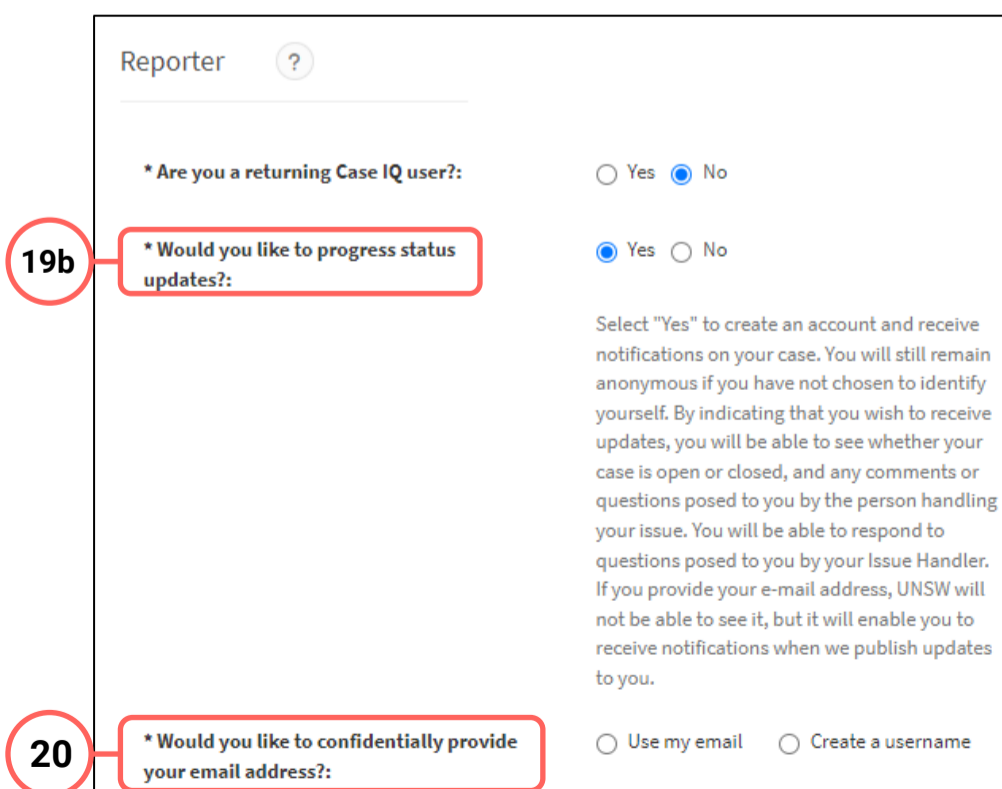 Reporter ?
* Are you a returning Case IQ user?: Yes No
19b
* Would you like to progress status
updates?:
Yes No
Select "Yes" to create an account and receive
notifications on your case. You will still remain
anonymous if you have not chosen to identify
yourself. By indicating that you wish to receive
updates, you will be able to see whether your
case is open or closed, and any comments or
questions posed to you by the person handling
your issue. You will be able to respond to
questions posed to you by your Issue Handler.
If you provide your e-mail address, UNSW will
not be able to see it, but it will enable you to
receive notifications when we publish updates
to you.
20
* Would you like to confidentially provide
your email address?:
Use my email Create a username